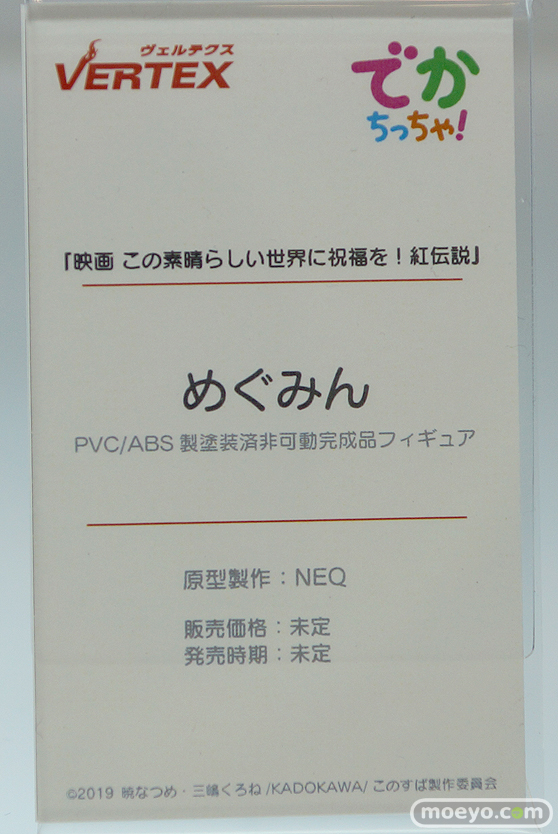 ヴェルテクス
VERTEX
でか
ちっちゃ!
『映画 この素晴らしい世界に祝福を！紅伝説』
めぐみん
PVC/ABS 製塗装済非可動完成品フィギュア
原型製作：NEQ
販売価格：未定
発売時期：未定
©2019 暁なつめ・三嶋くろね/KADOKAWA/このすば製作委員会
moeyo.com